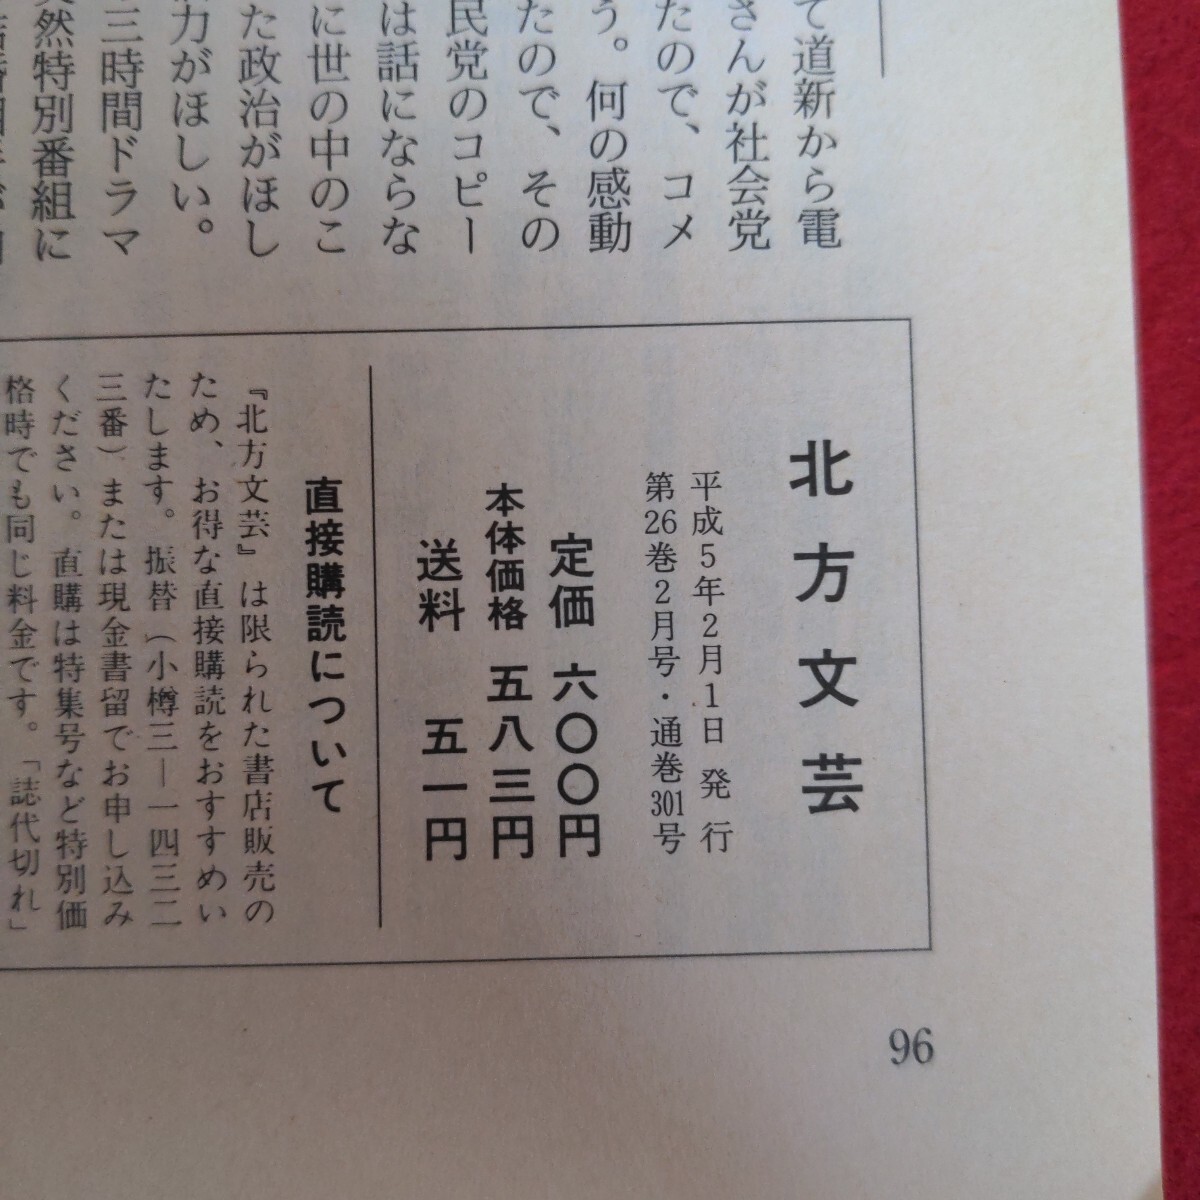 て道新から電
さんが社会党
たので、コメ
う。何の感動
たので、その
民党のコピー
は話にならな
に世の中のこ
た政治がほし
力がほしい。
三時間ドラマ
然特別番組に
北方文芸
平成5年2月1日発行
第26巻2月号・通巻301号
定価 六〇〇円
本体価格 五八三円
送料 五一円
直接購読について
『北方文芸』は限られた書店販売の
ため、お得な直接購読をおすすめい
たします。振替(小樽三―一四三二
三番)または現金書留でお申し込み
ください。直購は特集号など特別価
格時でも同じ料金です。「誌代切れ」
96